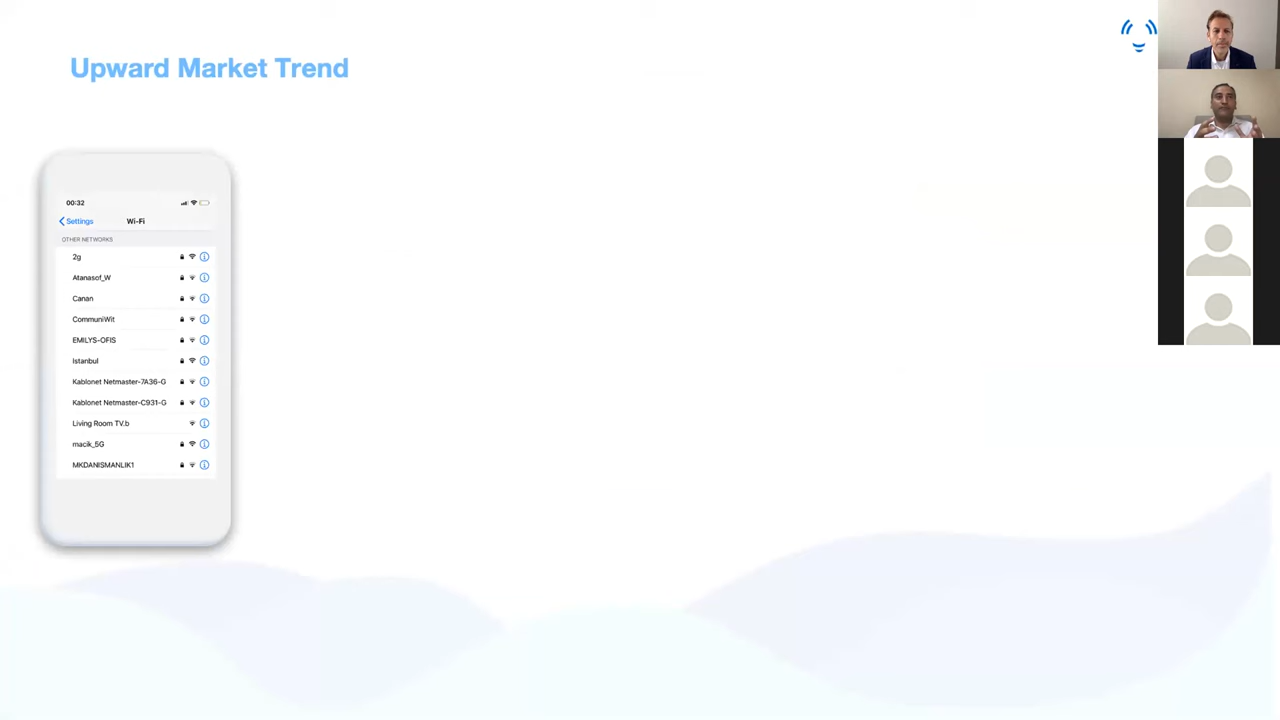 Upward Market Trend
00:32
Settings
Wi-Fi
OTHER NETWORKS
2g
Atanasof_W
Canan
CommuniWit
EMILYS-OFIS
Istanbul
Kablonet Netmaster-7A36-G
Kablonet Netmaster-C931-G
Living Room TV.b
macik_5G
MKDANISMANLIK1